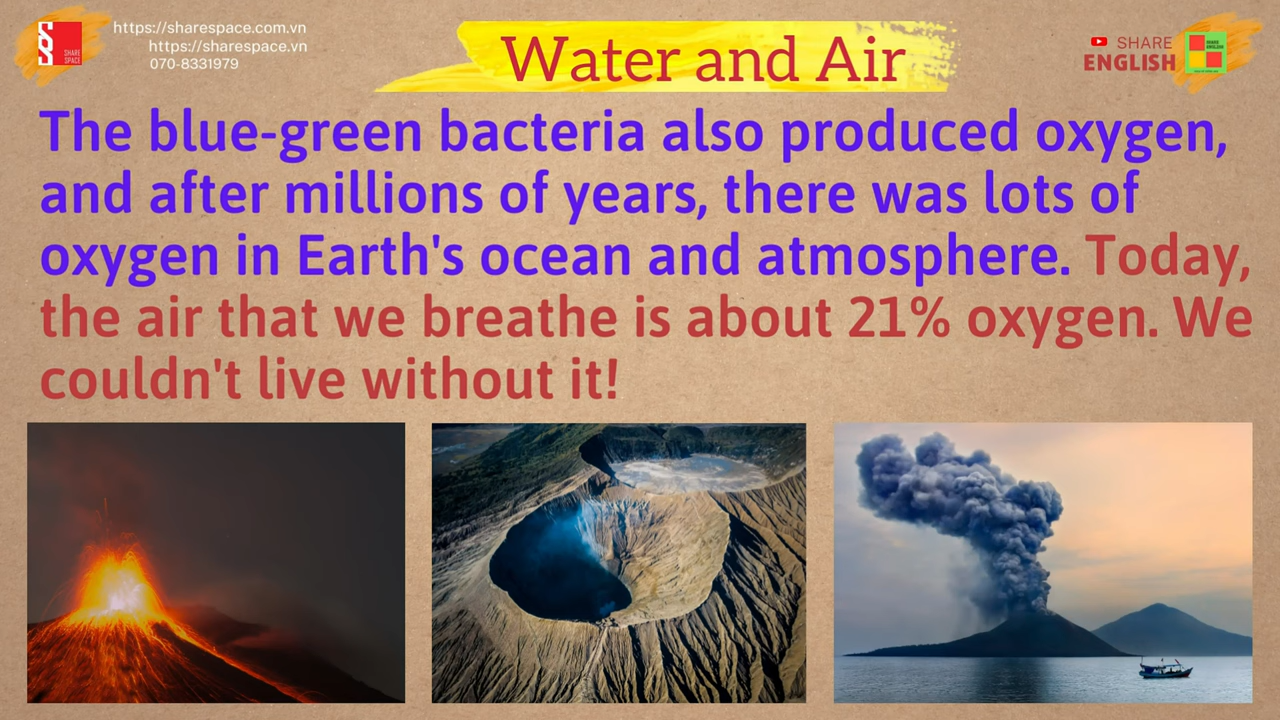 https://sharespace.com.vn
https://sharespace.vn
070-8331979
SHARE
SPACE
Water and Air
SHARE
ENGLISH
The blue-green bacteria also produced oxygen,
and after millions of years, there was lots of
oxygen in Earth's ocean and atmosphere. Today,
the air that we breathe is about 21% oxygen. We
couldn't live without it!